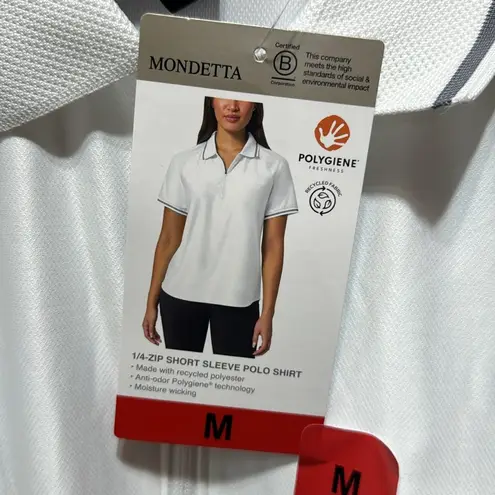 MONDETTA
Certified
B
Corporation
This company
meets the high
standards of social &
environmental impact
POLYGIENE®
FRESHNESS
RECYCLED FABRIC
1/4-ZIP SHORT SLEEVE POLO SHIRT
• Made with recycled polyester
• Anti-odor Polygiene® technology
• Moisture wicking
M
M